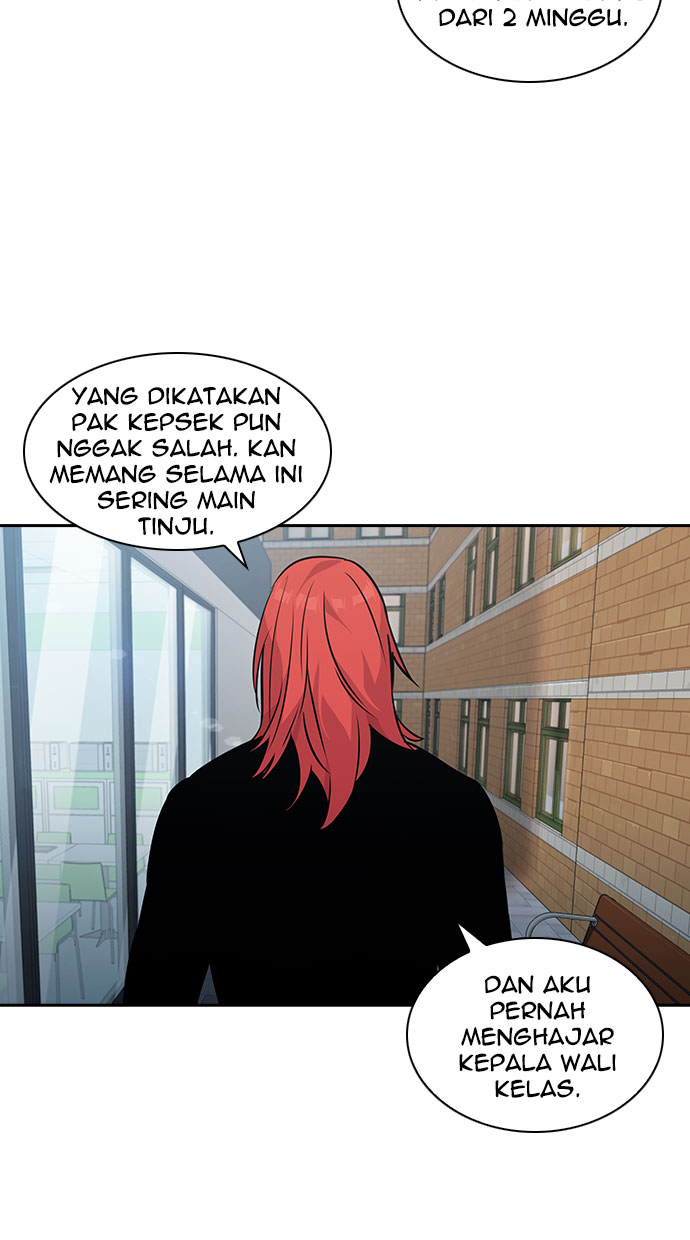 DARI 2 MINGGU.
YANG DIKATAKAN
PAK KEPSEK PUN
NGGAK SALAH. KAN
MEMANG SELAMA INI
SERING MAIN
TINJU.
DAN AKU
PERNAH
MENGHAJAR
KEPALA WALI
KELAS.